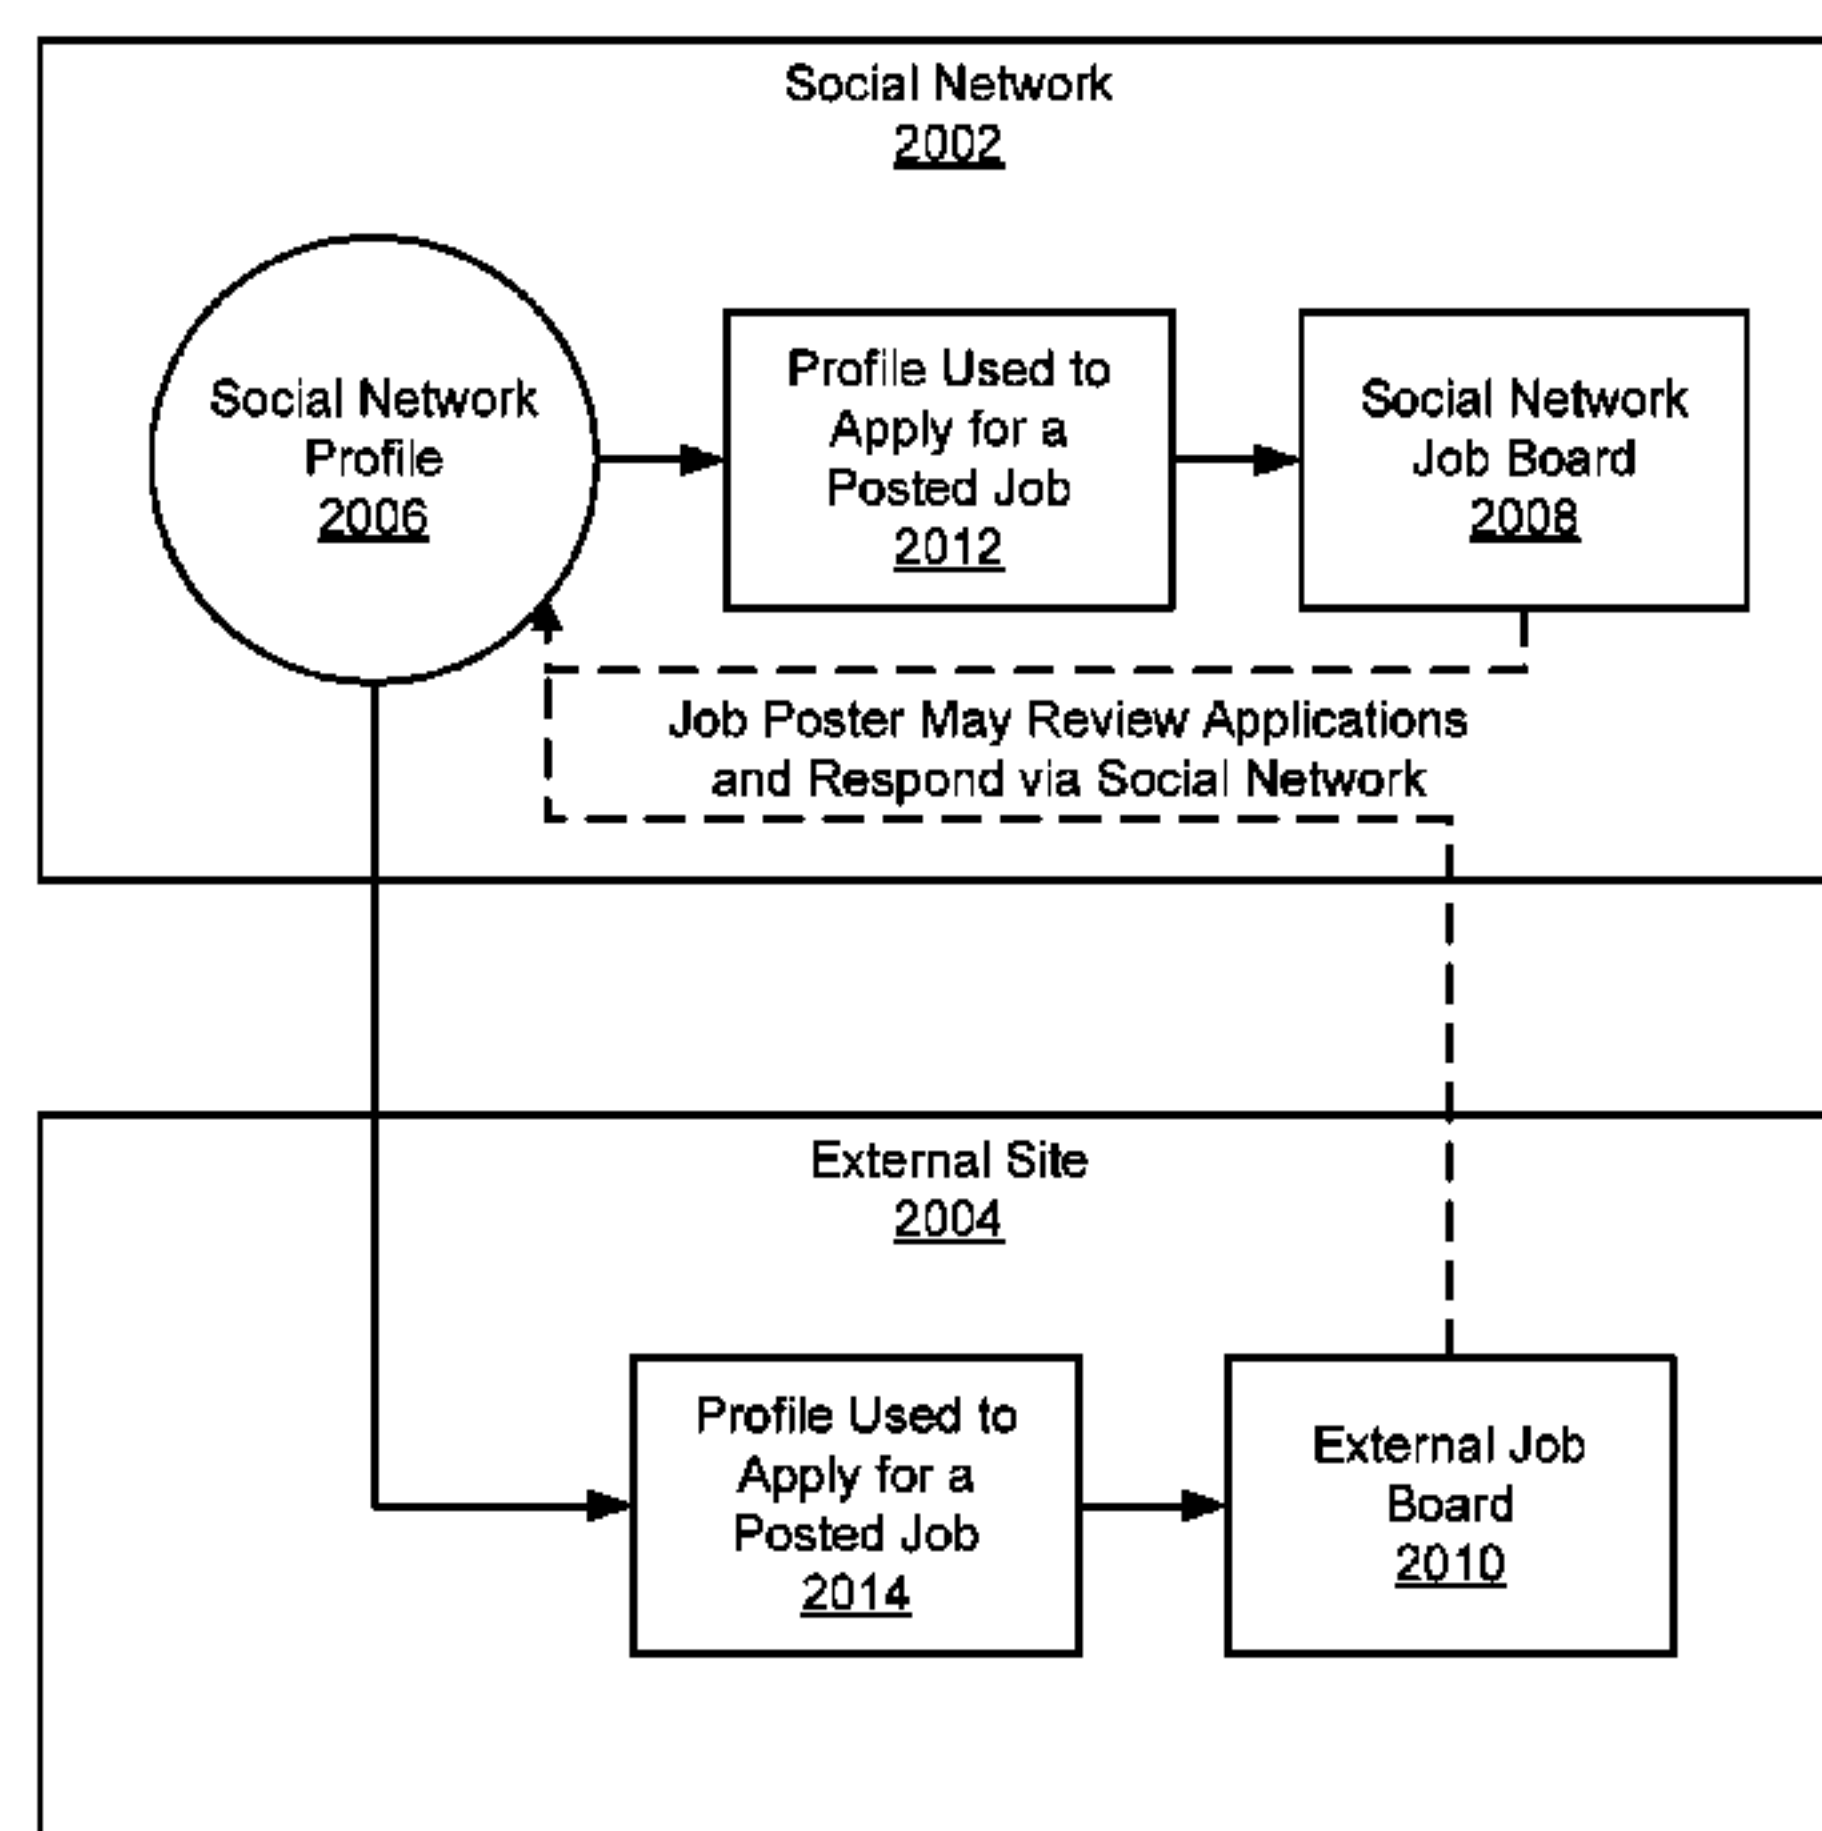 Social Network
2002
Social Network
Profile
2006
Profile Used to
Apply for a
Posted Job
2012
Social Network
Job Board
2008
Job Poster May Review Applications
and Respond via Social Network
External Site
2004
Profile Used to
Apply for a
Posted Job
2014
External Job
Board
2010